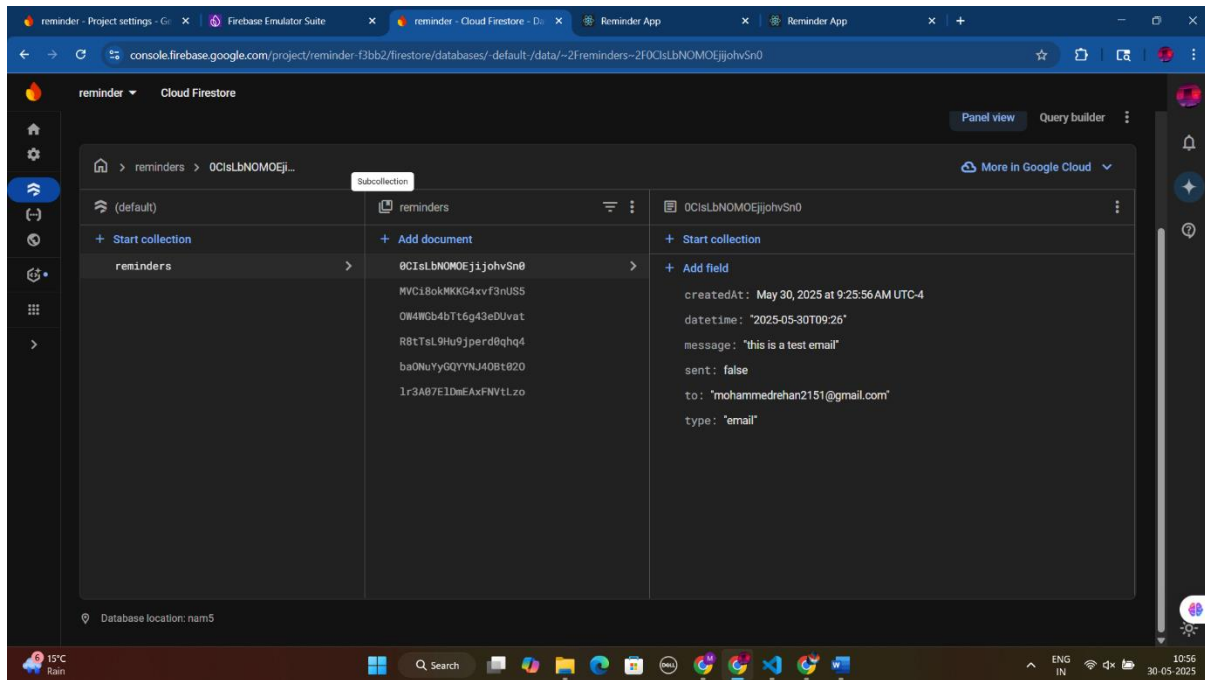 reminder - Project settings - Ge
Firebase Emulator Suite
reminder - Cloud Firestore - Da
Reminder App
Reminder App
console.firebase.google.com/project/reminder-f3bb2/firestore/databases/-default-/data/~2Freminders~2F0CIsLbNOMOEjijohvSn0
reminder
Cloud Firestore
Panel view
Query builder
> reminders > 0CIsLbNOMOEji...
More in Google Cloud
Subcollection
(default)
reminders
0CIsLbNOMOEjijohvSn0
+ Start collection
+ Add document
+ Start collection
reminders
0CIsLbNOMOEjijohvSn0
MVCi8okMKKG4xvf3nUS5
OW4WGb4bTt6g43eDUvat
R8tTsL9Hu9jperd0qhq4
baONuYyGQYYNJ4OBt02O
lr3A07ElDmEAxFNVtLzo
+ Add field
createdAt: May 30, 2025 at 9:25:56 AM UTC-4
datetime: "2025-05-30T09:26"
message: "this is a test email"
sent: false
to: "mohammedrehan2151@gmail.com"
type: "email"
Database location: nam5
6
15°C
Rain
Search
DELL
ENG
IN
10:56
30-05-2025